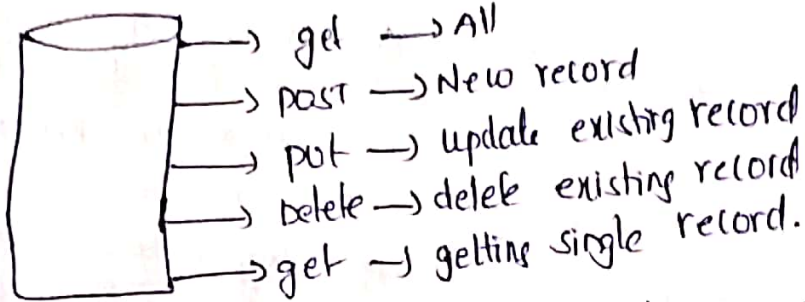 get → All
post → New record
put → update existing record
Delete → delete existing record
get → getting single record.